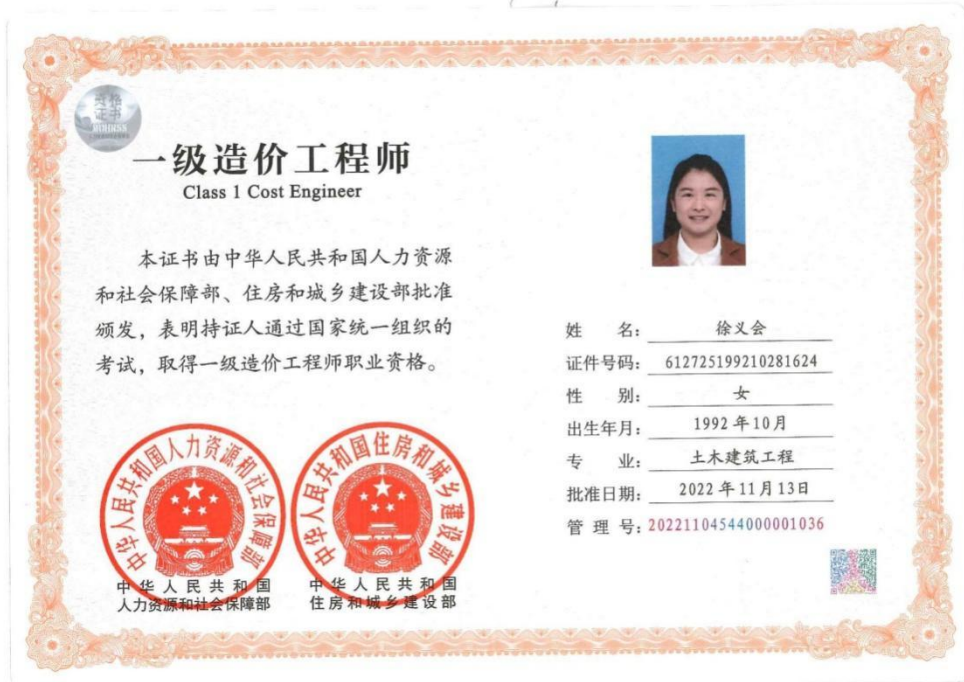 资格
证书
一级造价工程师
Class 1 Cost Engineer
本证书由中华人民共和国人力资源
和社会保障部、住房和城乡建设部批准
颁发，表明持证人通过国家统一组织的
考试，取得一级造价工程师职业资格。
中华人民共和国人力资源和社会保障部
中华人民共和国住房和城乡建设部
中华人民共和国
人力资源和社会保障部
中华人民共和国
住房和城乡建设部
姓 名：徐义会
证件号码：612725199210281624
性 别：女
出生年月：1992年10月
专 业：土木建筑工程
批准日期：2022年11月13日
管 理 号：20221104544000001036